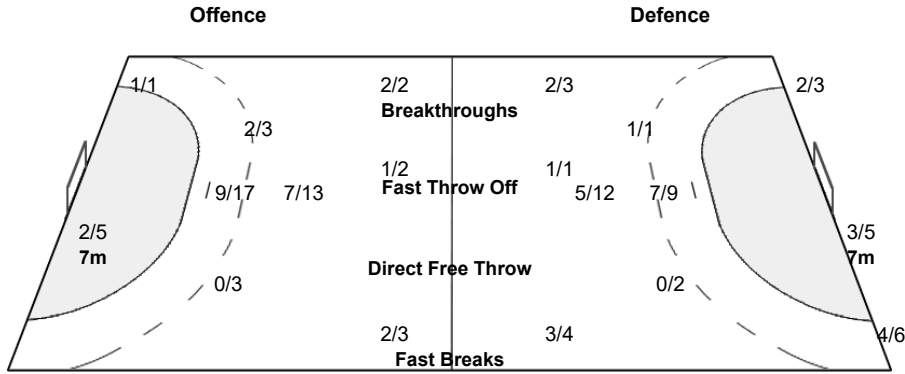 Offence Defence
1/1 2/2 2/3 2/3
Breakthroughs
2/3 1/1
1/2 1/1
Fast Throw Off
9/17 7/13 5/12 7/9
2/5 3/5
7m 7m
Direct Free Throw
0/3 0/2
2/3 3/4 4/6
Fast Breaks